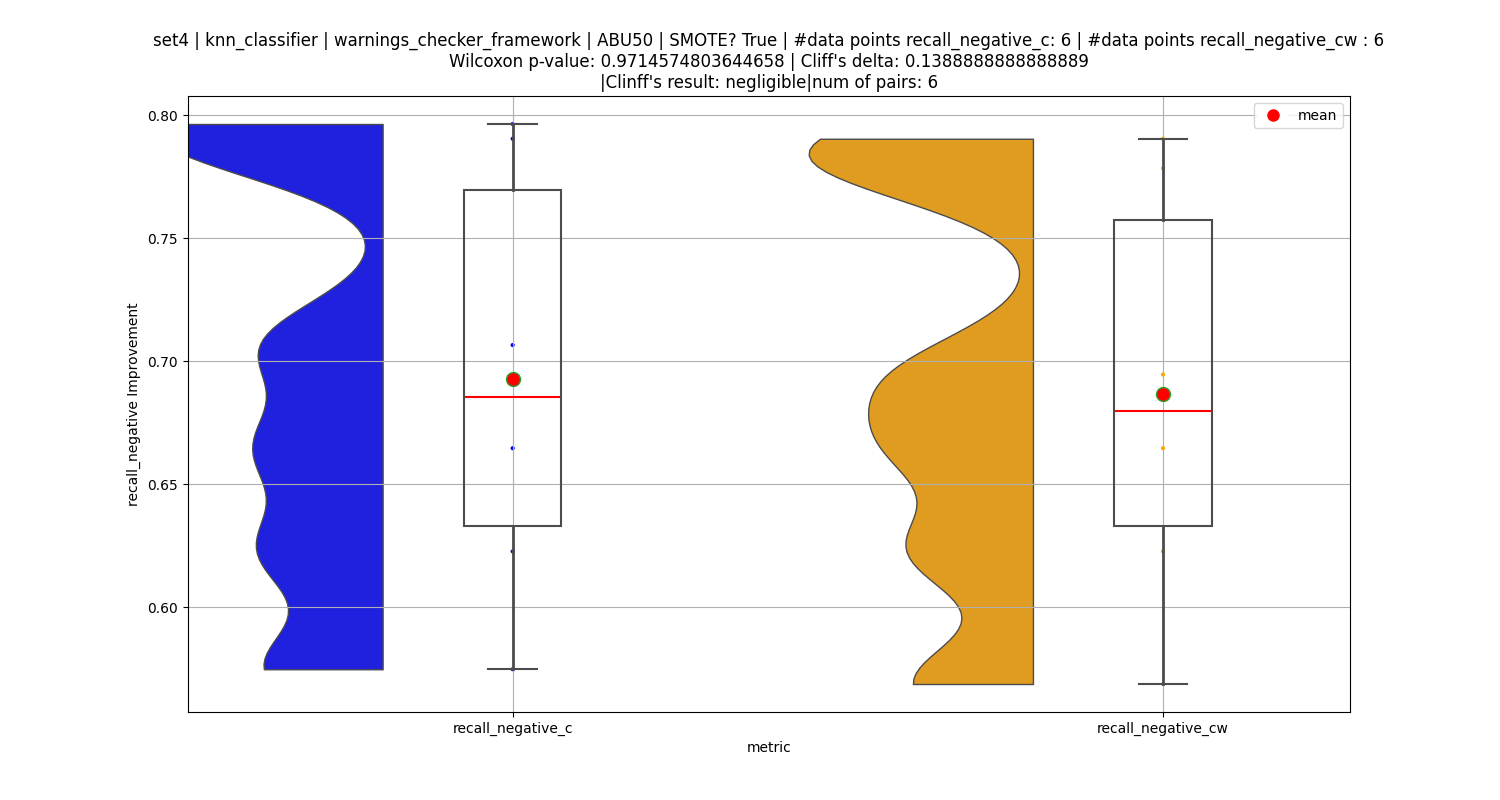 set4 | knn_classifier | warnings_checker_framework | ABU50 | SMOTE? True | #data points recall_negative_c: 6 | #data points recall_negative_cw : 6
Wilcoxon p-value: 0.9714574803644658 | Cliff's delta: 0.1388888888888889
|Clinff's result: negligible|num of pairs: 6
mean
0.80
0.75
0.70
0.65
0.60
recall_negative Improvement
recall_negative_c
recall_negative_cw
metric